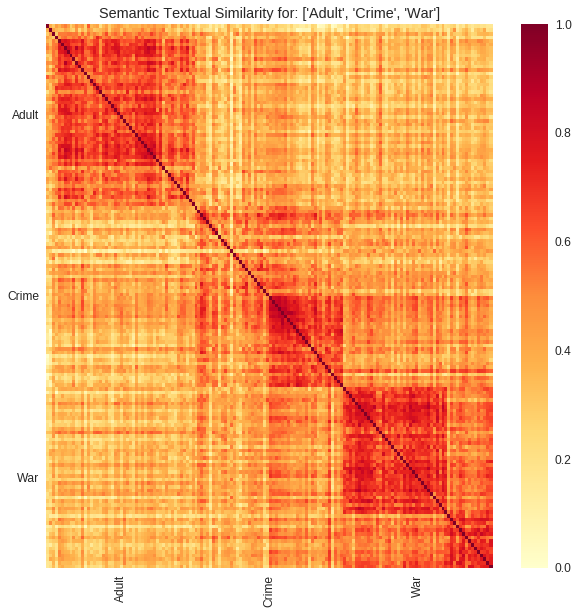 Semantic Textual Similarity for: ['Adult', 'Crime', 'War']
1.0
Adult
0.8
0.6
Crime
0.4
War
0.2
0.0
Adult
Crime
War